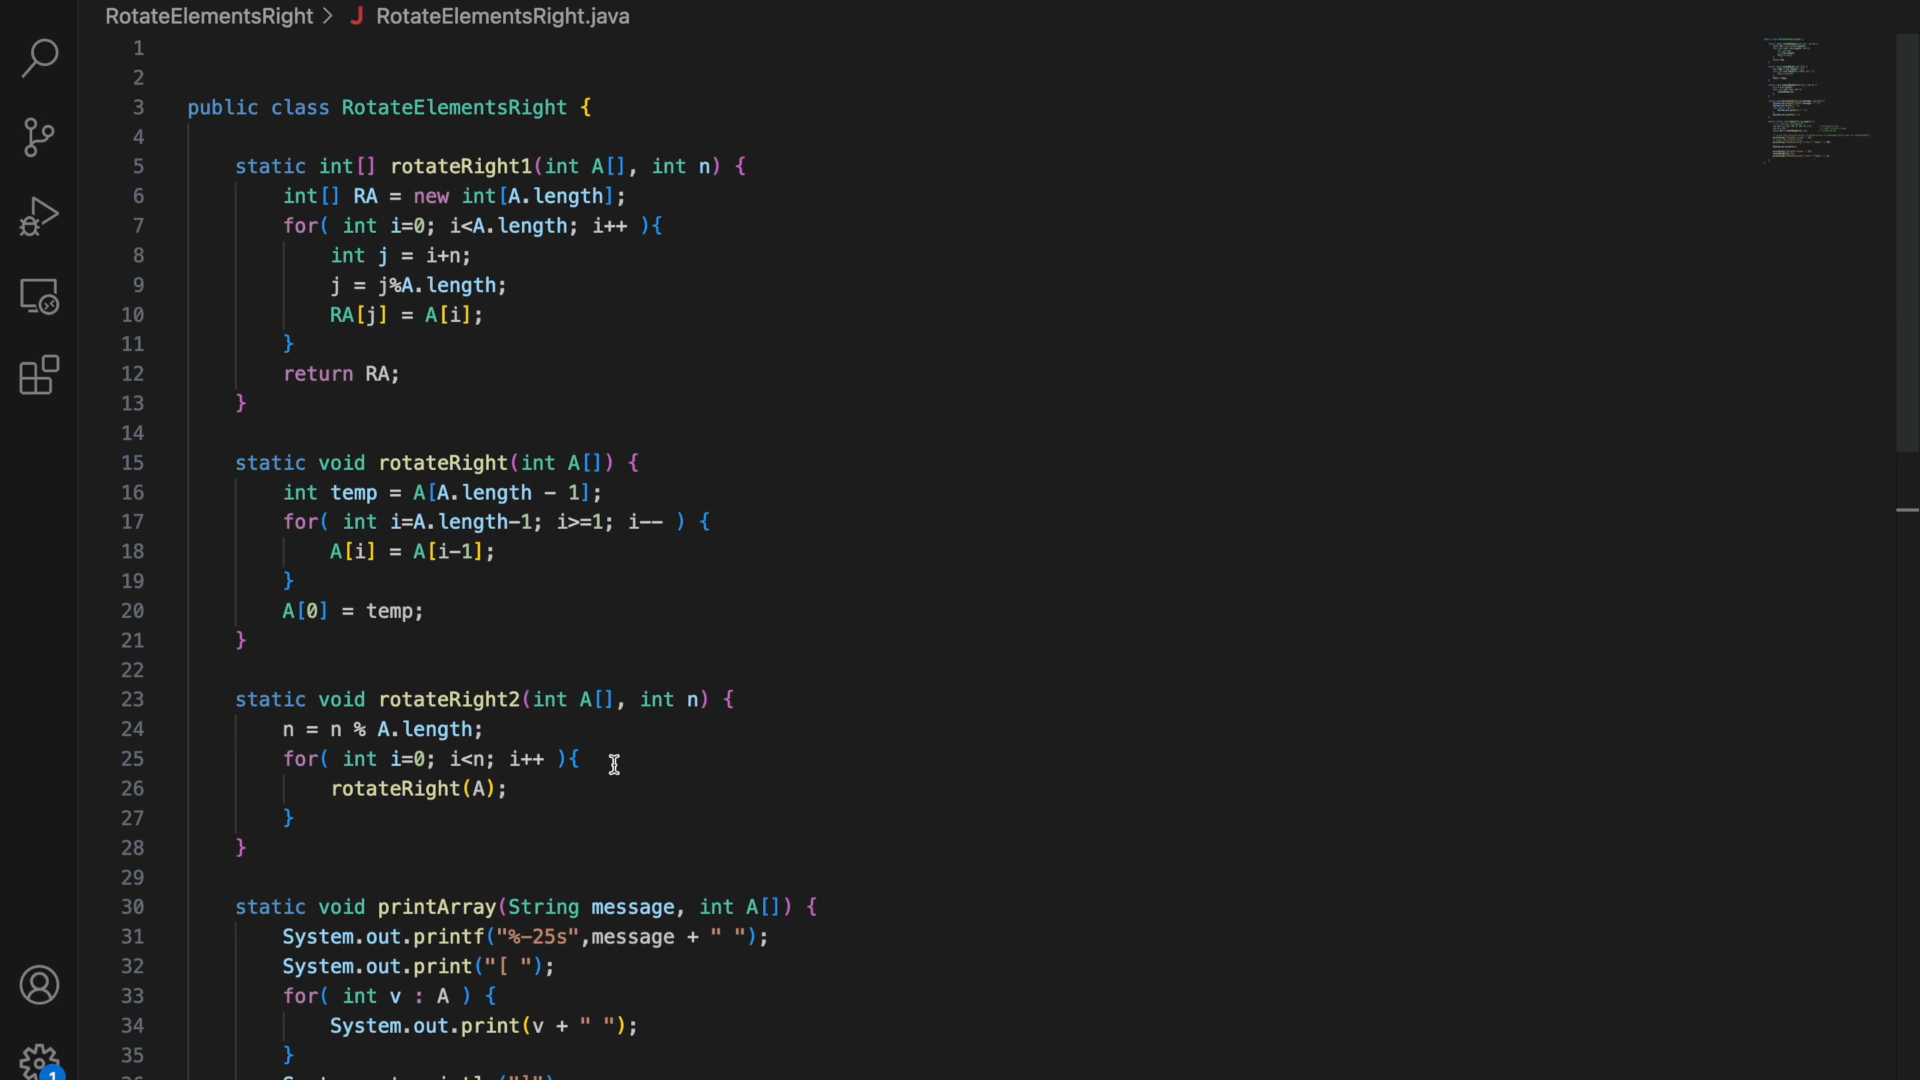 RotateElementsRight > J RotateElementsRight.java
1
2
3 public class RotateElementsRight {
4
5 static int[] rotateRight1(int A[], int n) {
6 int[] RA = new int[A.length];
7 for( int i=0; i<A.length; i++ ){
8 int j = i+n;
9 j = j%A.length;
10 RA[j] = A[i];
11 }
12 return RA;
13 }
14
15 static void rotateRight(int A[]) {
16 int temp = A[A.length - 1];
17 for( int i=A.length-1; i>=1; i-- ) {
18 A[i] = A[i-1];
19 }
20 A[0] = temp;
21 }
22
23 static void rotateRight2(int A[], int n) {
24 n = n % A.length;
25 for( int i=0; i<n; i++ ){
26 rotateRight(A);
27 }
28 }
29
30 static void printArray(String message, int A[]) {
31 System.out.printf("%-25s",message + " ");
32 System.out.print("[ ");
33 for( int v : A ) {
34 System.out.print(v + " ");
35 }
1